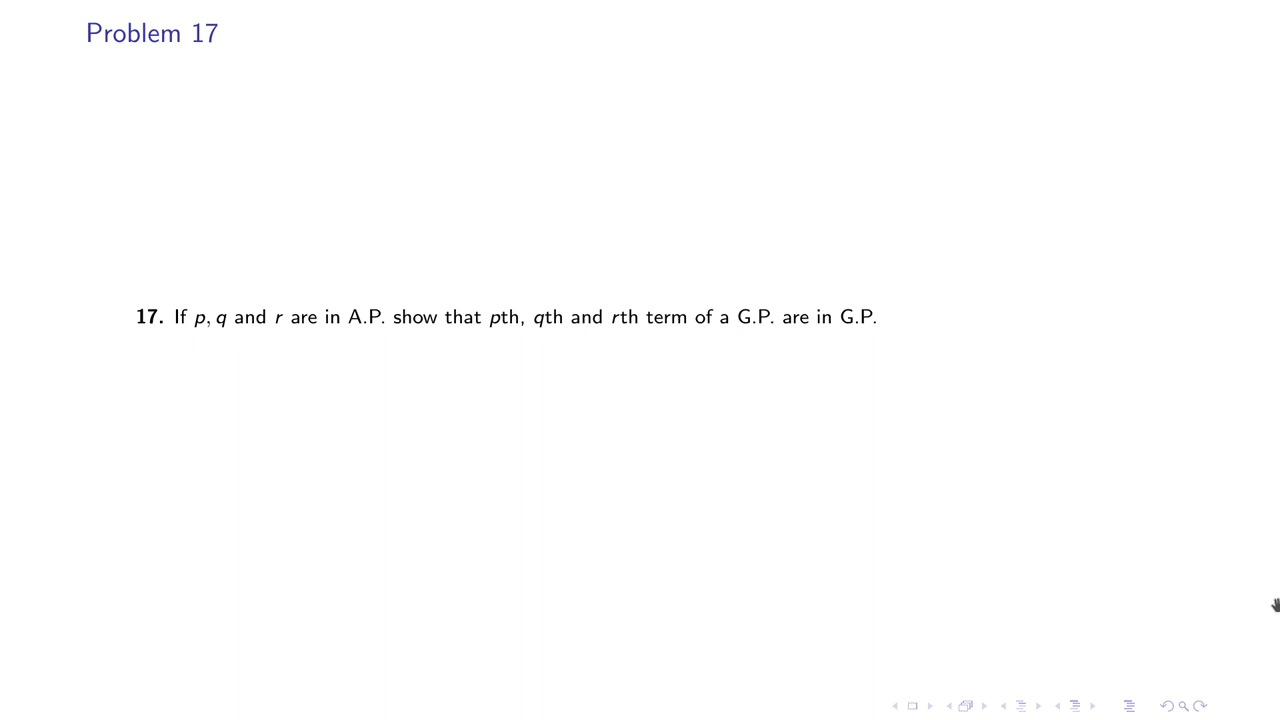 Problem 17
17. If p, q and r are in A.P. show that pth, qth and rth term of a G.P. are in G.P.